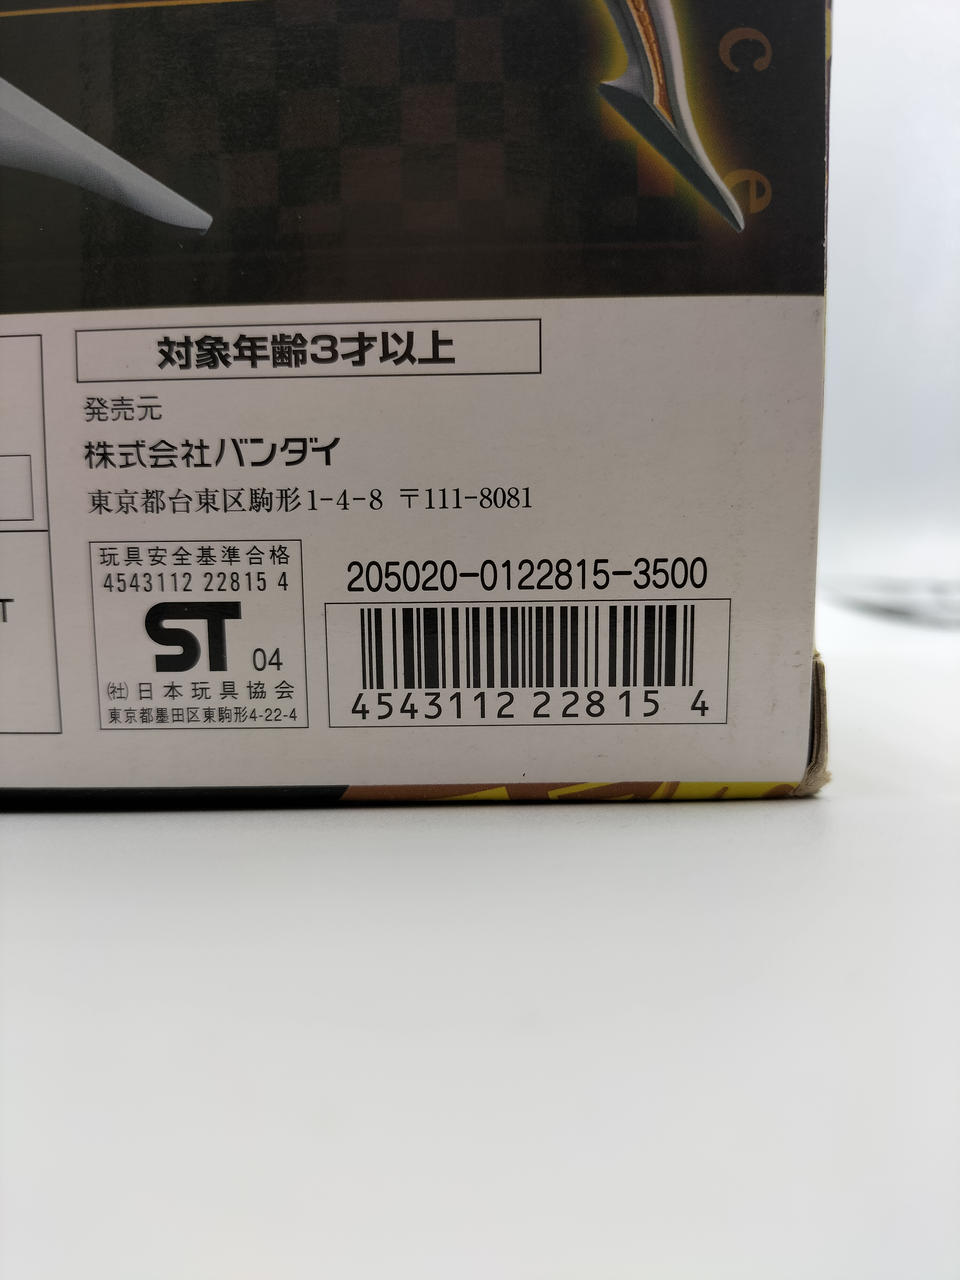 c
e
対象年齢3才以上
発売元
株式会社バンダイ
東京都台東区駒形1-4-8 〒111-8081
玩具安全基準合格
4543112 22815 4
ST 04
(社)日本玩具協会
東京都墨田区東駒形4-22-4
205020-0122815-3500
4543112 22815 4
T